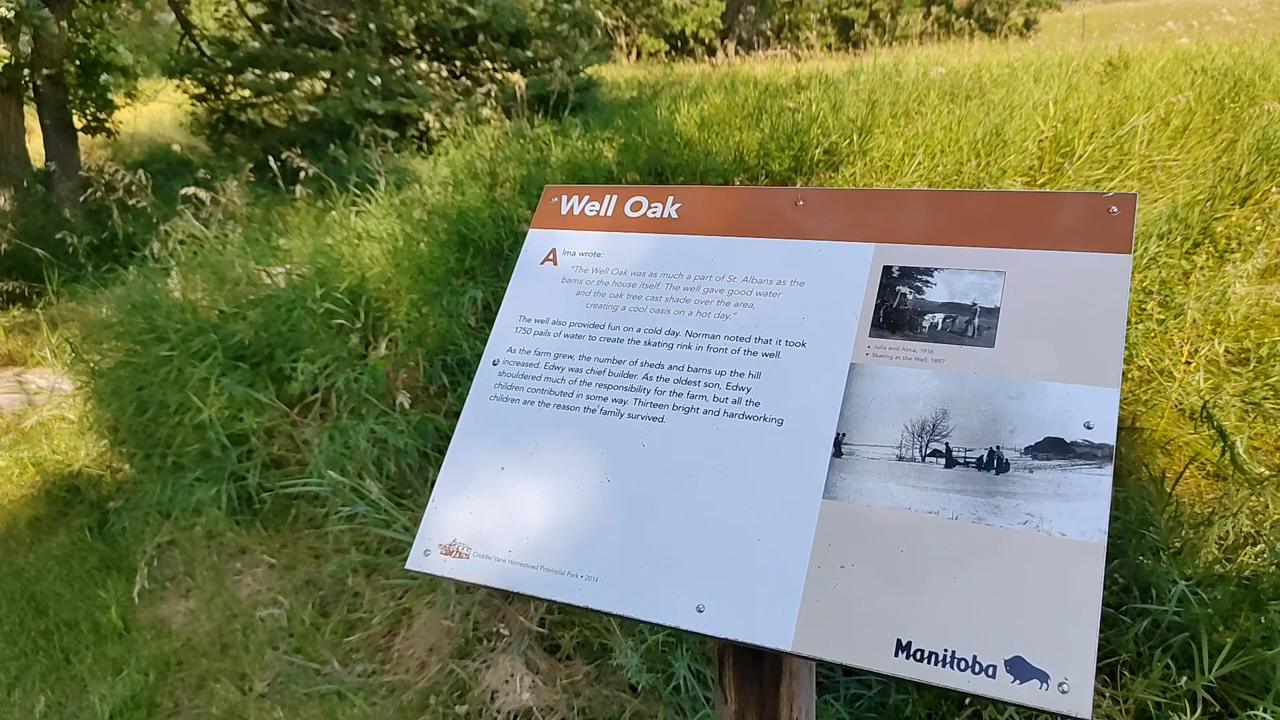 Well Oak
Alma wrote:
"The Well Oak was as much a part of St. Albans as the
barns or the house itself. The well gave good water
and the oak tree cast shade over the area,
creating a cool oasis on a hot day."
The well also provided fun on a cold day. Norman noted that it took
1750 pails of water to create the skating rink in front of the well.
As the farm grew, the number of sheds and barns up the hill
increased. Edwy was chief builder. As the oldest son, Edwy
shouldered much of the responsibility for the farm, but all the
children contributed in some way. Thirteen bright and hardworking
children are the reason the family survived.
▲ Julia and Alma, 1916
▼ Skating at the Well, 1897
Criddle/Vane Homestead Provincial Park • 2014
Manitoba